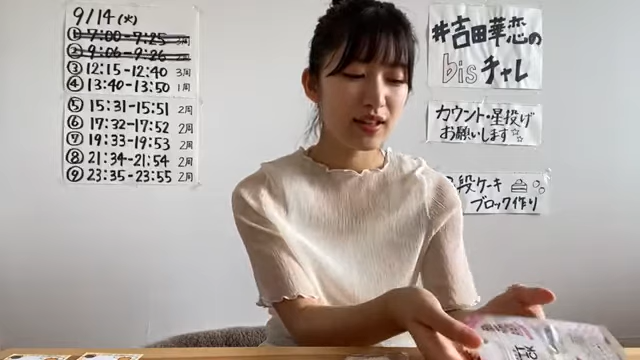 9/14(火)
①7:00-7:25
②9:06-9:26
③12:15-12:40 3周
④13:40-13:50 1周
⑤15:31-15:51 2周
⑥17:32-17:52 2周
⑦19:33-19:53 2周
⑧21:34-21:54 2周
⑨23:35-23:55 2周
#吉田華恋の
bisチャレ
カウント・星投げ
お願いします☆
段ケーキ
ブロック作り